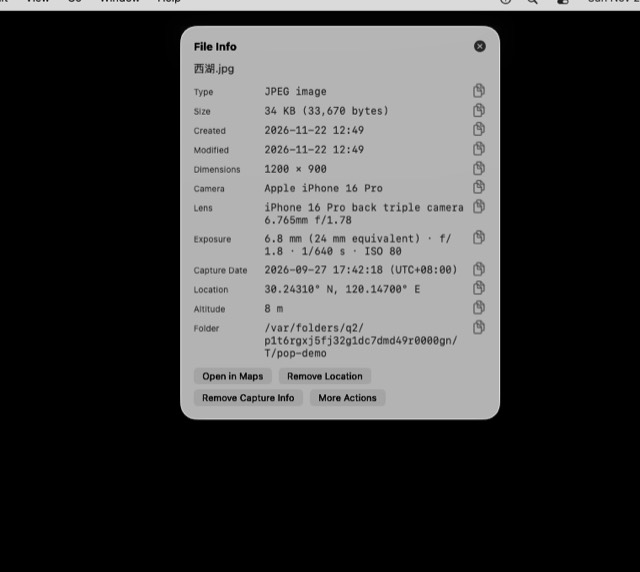 View Go Window Help
File Info
西湖.jpg
Type JPEG image
Size 34 KB (33,670 bytes)
Created 2026-11-22 12:49
Modified 2026-11-22 12:49
Dimensions 1200 × 900
Camera Apple iPhone 16 Pro
Lens iPhone 16 Pro back triple camera
6.765mm f/1.78
Exposure 6.8 mm (24 mm equivalent) · f/
1.8 · 1/640 s · ISO 80
Capture Date 2026-09-27 17:42:18 (UTC+08:00)
Location 30.24310° N, 120.14700° E
Altitude 8 m
Folder /var/folders/q2/
p1t6rgxj5fj32g1dc7dmd49r0000gn/
T/pop-demo
Open in Maps Remove Location
Remove Capture Info More Actions